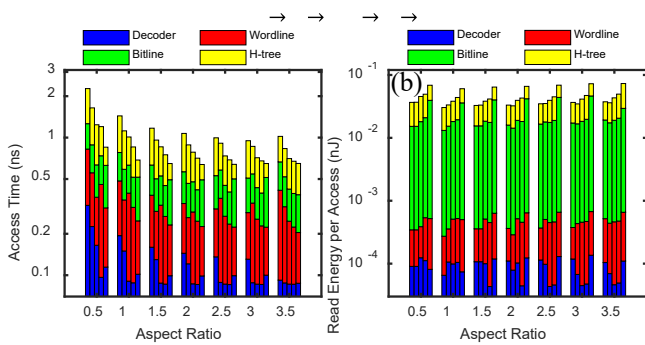 → → → →
Decoder Wordline Decoder Wordline
Bitline H-tree Bitline H-tree
3
2
1
0.5
0.2
0.1
Access Time (ns)
0.5 1 1.5 2 2.5 3 3.5
Aspect Ratio
(b)
10⁻¹
10⁻²
10⁻³
10⁻⁴
Read Energy per Access (nJ)
0.5 1 1.5 2 2.5 3 3.5
Aspect Ratio